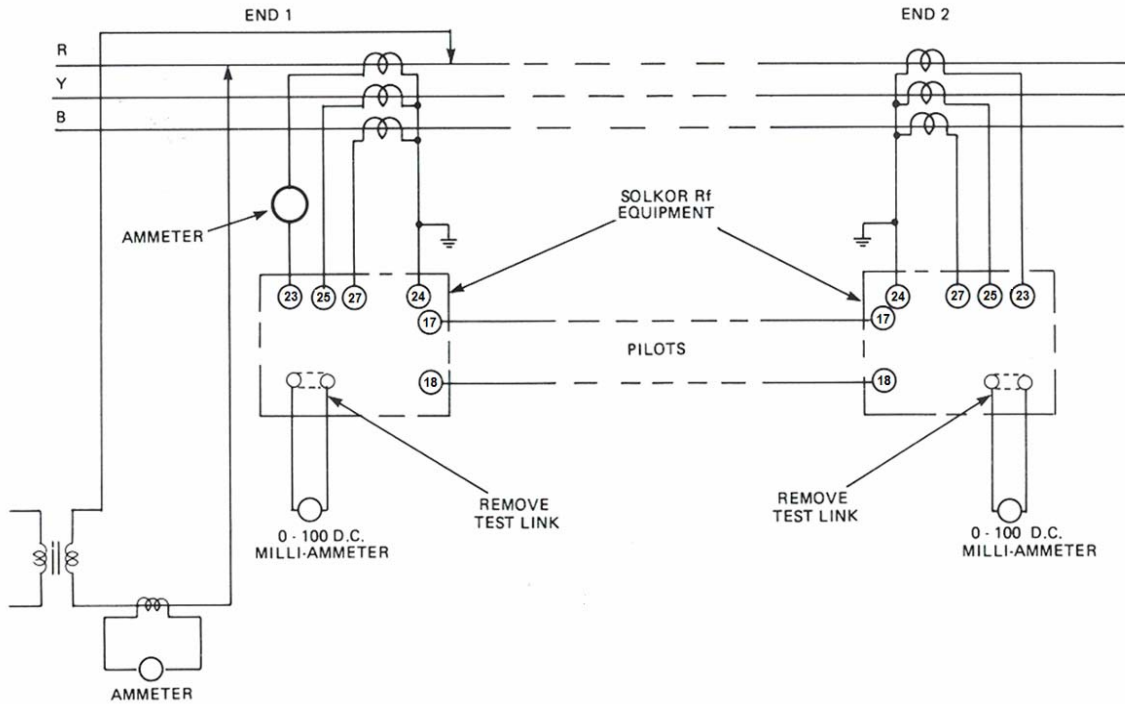 END 1
END 2
R
Y
B
AMMETER
SOLKOR Rf
EQUIPMENT
23
25
27
24
17
18
PILOTS
24
27
25
23
17
18
REMOVE
TEST LINK
REMOVE
TEST LINK
0 - 100 D.C.
MILLI-AMMETER
0 - 100 D.C.
MILLI-AMMETER
AMMETER